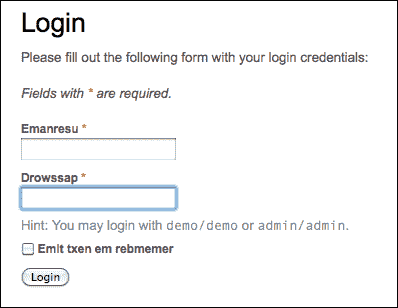 Login
Please fill out the following form with your login credentials:
Fields with * are required.
Emanresu *
Drowssap *
Hint: You may login with demo/demo or admin/admin.
Emit txen em rebmemer
Login